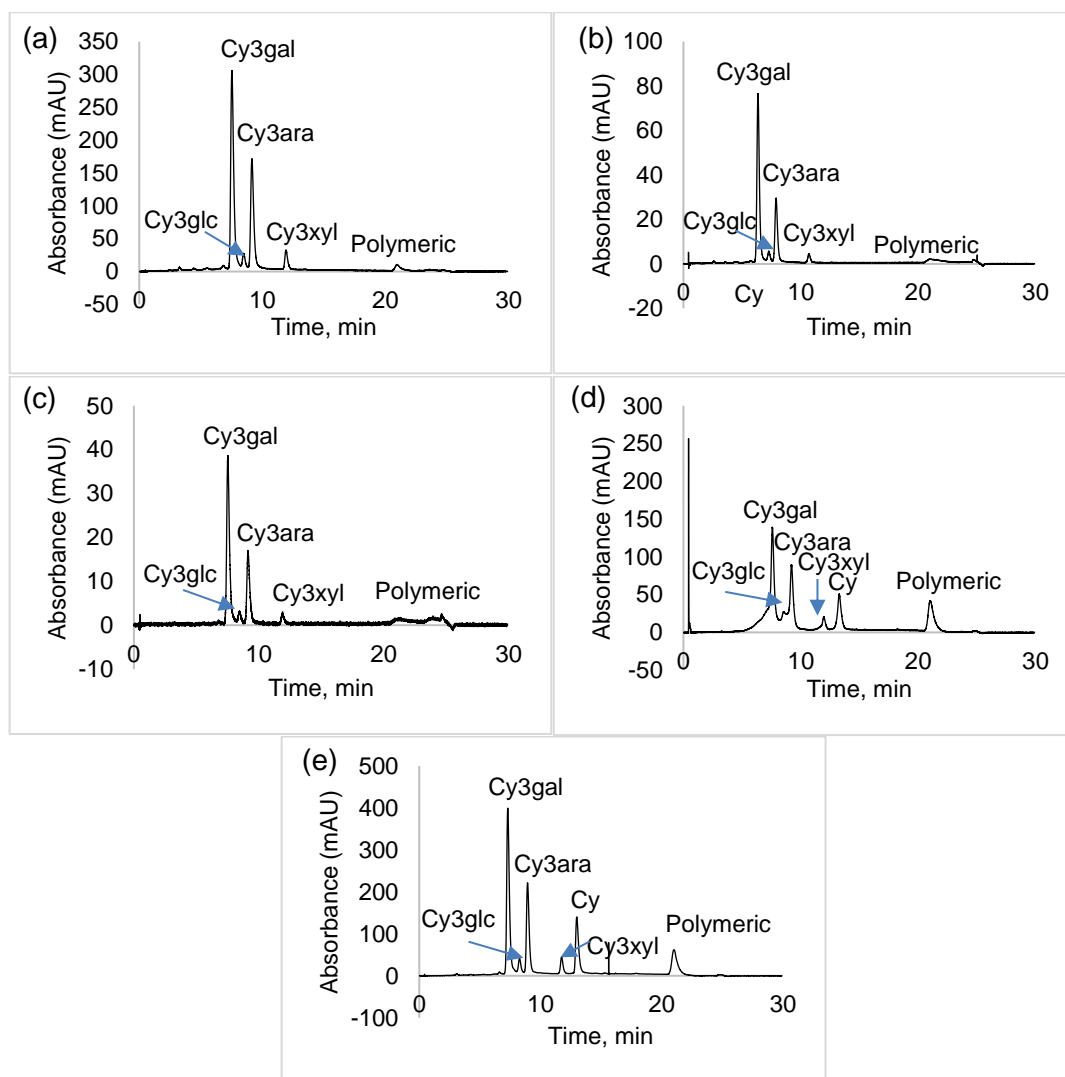 (a)
350
300
250
200
150
100
50
0
-50
Absorbance (mAU)
Cy3gal
Cy3ara
Cy3glc
Cy3xyl
Polymeric
0 10 20 30
Time, min
(b)
100
80
60
40
20
0
-20
Absorbance (mAU)
Cy3gal
Cy3ara
Cy3glc
Cy3xyl
Polymeric
Cy
0 10 20 30
Time, min
(c)
50
40
30
20
10
0
-10
Absorbance (mAU)
Cy3gal
Cy3ara
Cy3glc
Cy3xyl
Polymeric
0 10 20 30
Time, min
(d)
300
250
200
150
100
50
0
-50
Absorbance (mAU)
Cy3gal
Cy3ara
Cy3glc
Cy3xyl
Cy
Polymeric
0 10 20 30
Time, min
(e)
500
400
300
200
100
0
-100
Absorbance (mAU)
Cy3gal
Cy3ara
Cy
Cy3glc
Cy3xyl
Polymeric
0 10 20 30
Time, min